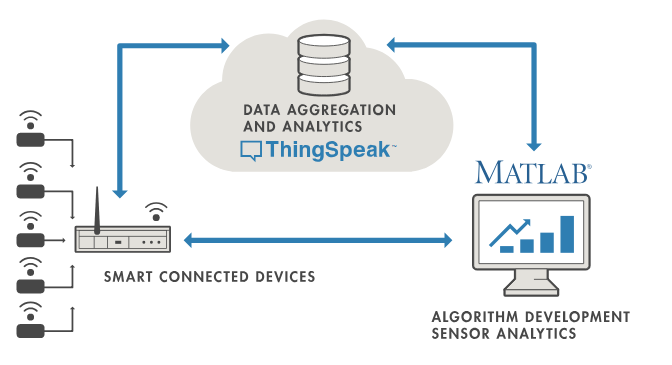 DATA AGGREGATION
AND ANALYTICS
ThingSpeak™
MATLAB®
SMART CONNECTED DEVICES
ALGORITHM DEVELOPMENT
SENSOR ANALYTICS